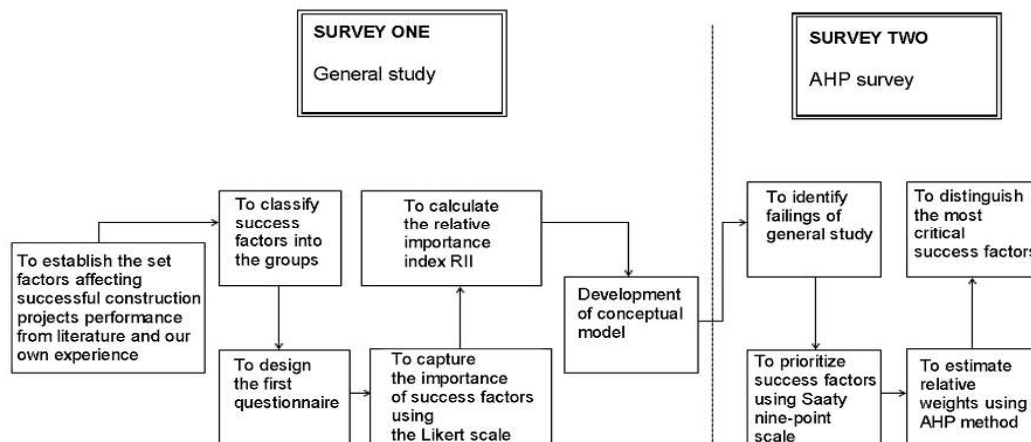 SURVEY ONE
General study
SURVEY TWO
AHP survey
To establish the set
factors affecting
successful construction
projects performance
from literature and our
own experience
To classify
success
factors into
the groups
To design
the first
questionnaire
To capture
the importance
of success factors
using
the Likert scale
To calculate
the relative
importance
index RII
Development
of conceptual
model
To identify
failings of
general study
To prioritize
success factors
using Saaty
nine-point
scale
To estimate
relative
weights using
AHP method
To distinguish
the most
critical
success factors